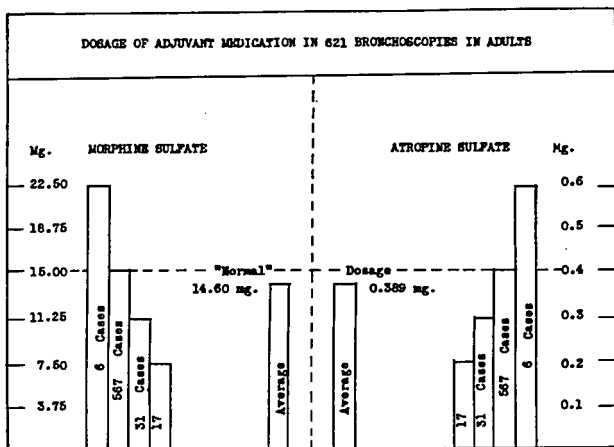 DOSAGE OF ADJUVANT MEDICATION IN 621 BRONCHOSCOPIES IN ADULTS
Mg. MORPHINE SULFATE
22.50
18.75
15.00
11.25
7.50
3.75
6 Cases
567 Cases
31 Cases
17
"Normal" Dosage
14.60 mg.
Average
0.389 mg.
Average
ATROPINE SULFATE Mg.
17
31 Cases
567
6 Cases
0.6
0.5
0.4
0.3
0.2
0.1